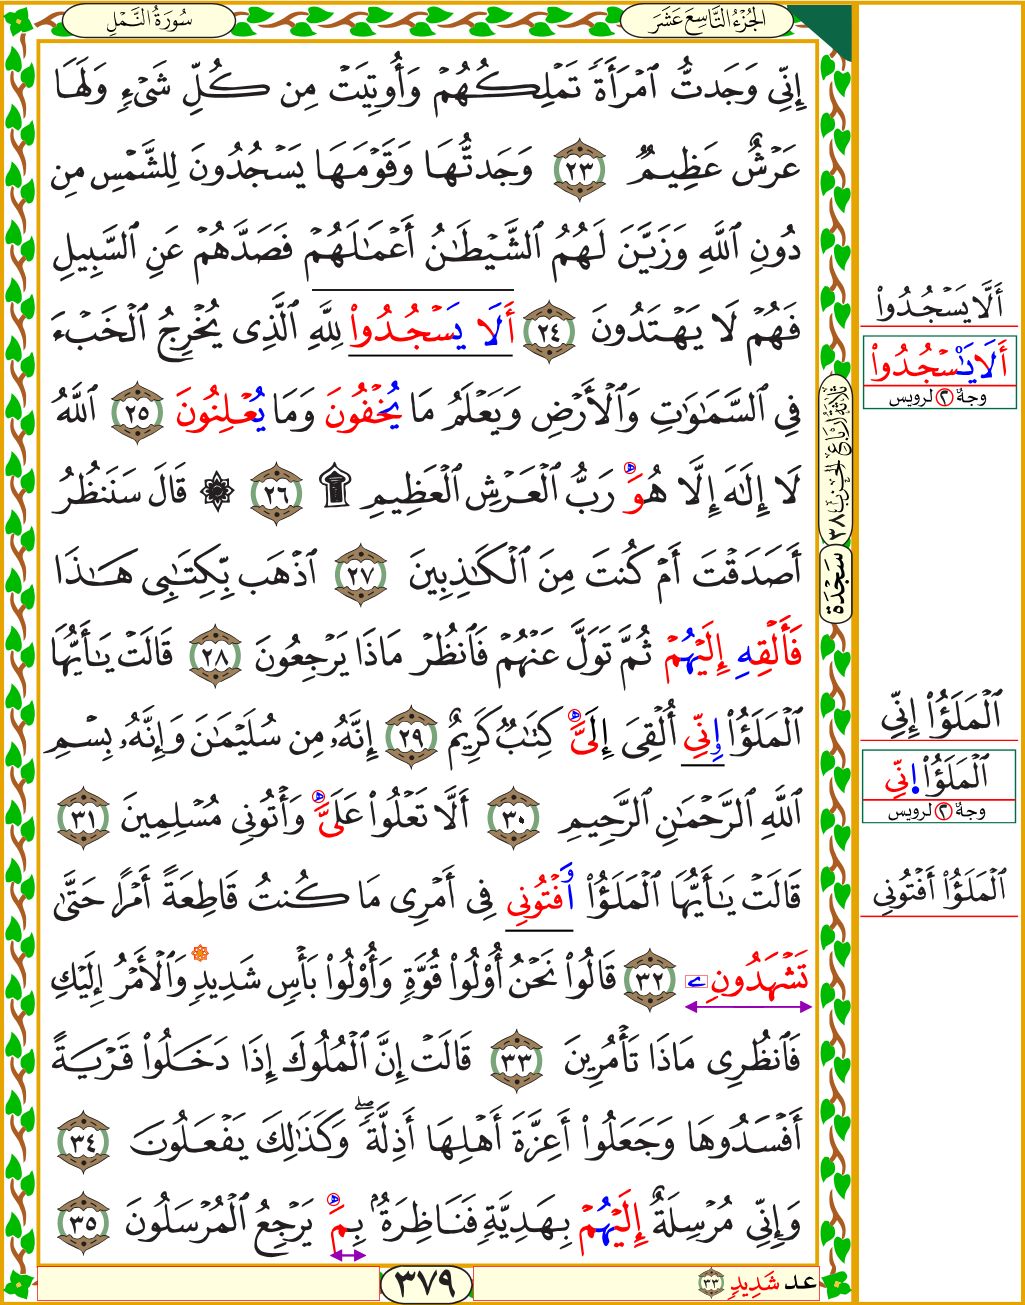 الجُزْءُ التَّاسِعَ عَشَرَ
سُورَةُ النَّمْلِ
إِنِّي وَجَدتُّ ٱمْرَأَةً تَمْلِكُهُمْ وَأُوتِيَتْ مِن كُلِّ شَيْءٍ وَلَهَا
عَرْشٌ عَظِيمٌ ٢٣ وَجَدتُّهَا وَقَوْمَهَا يَسْجُدُونَ لِلشَّمْسِ مِن
دُونِ ٱللَّهِ وَزَيَّنَ لَهُمُ ٱلشَّيْطَٰنُ أَعْمَٰلَهُمْ فَصَدَّهُمْ عَنِ ٱلسَّبِيلِ
فَهُمْ لَا يَهْتَدُونَ ٢٤ أَلَا يَسْجُدُوا۟ لِلَّهِ ٱلَّذِى يُخْرِجُ ٱلْخَبْءَ
فِي ٱلسَّمَٰوَٰتِ وَٱلْأَرْضِ وَيَعْلَمُ مَا يُخْفُونَ وَمَا يُعْلِنُونَ ٢٥ ٱللَّهُ
لَا إِلَٰهَ إِلَّا هُوَ رَبُّ ٱلْعَرْشِ ٱلْعَظِيمِ ۩ ٢٦ ۞ قَالَ سَنَنظُرُ
أَصَدَقْتَ أَمْ كُنتَ مِنَ ٱلْكَٰذِبِينَ ٢٧ ٱذْهَب بِّكِتَٰبِى هَٰذَا
فَأَلْقِهِ إِلَيْهُمْ ثُمَّ تَوَلَّ عَنْهُمْ فَٱنظُرْ مَاذَا يَرْجِعُونَ ٢٨ قَالَتْ يَٰأَيُّهَا
ٱلْمَلَؤُا۟ وِنِّي أُلْقِىَ إِلَىَّ كِتَٰبٌ كَرِيمٌ ٢٩ إِنَّهُۥ مِن سُلَيْمَٰنَ وَإِنَّهُۥ بِسْمِ
ٱللَّهِ ٱلرَّحْمَٰنِ ٱلرَّحِيمِ ٣٠ أَلَّا تَعْلُوا۟ عَلَىَّ وَأْتُونِي مُسْلِمِينَ ٣١
قَالَتْ يَٰأَيُّهَا ٱلْمَلَؤُا۟ وَفْتُونِي فِي أَمْرِى مَا كُنتُ قَاطِعَةً أَمْرًا حَتَّىٰ
تَشْهَدُونِۦ ٣٢ قَالُوا۟ نَحْنُ أُو۟لُوا۟ قُوَّةٍ وَأُو۟لُوا۟ بَأْسٍ شَدِيدٍ وَٱلْأَمْرُ إِلَيْكِ
فَٱنظُرِى مَاذَا تَأْمُرِينَ ٣٣ قَالَتْ إِنَّ ٱلْمُلُوكَ إِذَا دَخَلُوا۟ قَرْيَةً
أَفْسَدُوهَا وَجَعَلُوا۟ أَعِزَّةَ أَهْلِهَا أَذِلَّةً ۖ وَكَذَٰلِكَ يَفْعَلُونَ ٣٤
وَإِنِّي مُرْسِلَةٌ إِلَيْهُمْ بِهَدِيَّةٍ فَنَاظِرَةٌۢ بِمَ يَرْجِعُ ٱلْمُرْسَلُونَ ٣٥
عد شَدِيدٍ ٣٣
٣٧٩
ثَلَاثَةُ أَرْبَاعِ الحِزْبِ ٣٨
سَجْدَة
أَلَّا يَسْجُدُوا۟
أَلَا يَا ٱسْجُدُوا۟
وجهٌ ٢ لرويس
ٱلْمَلَؤُا۟ إِنِّي
ٱلْمَلَؤُا۟ ٱ۪نِّي
وجهٌ ٢ لرويس
ٱلْمَلَؤُا۟ أَفْتُونِي